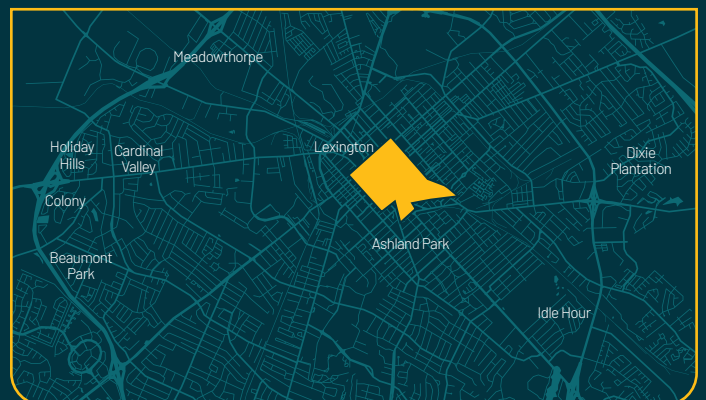 Meadowthorpe
Holiday
Hills
Cardinal
Valley
Lexington
Dixie
Plantation
Colony
Ashland Park
Beaumont
Park
Idle Hour